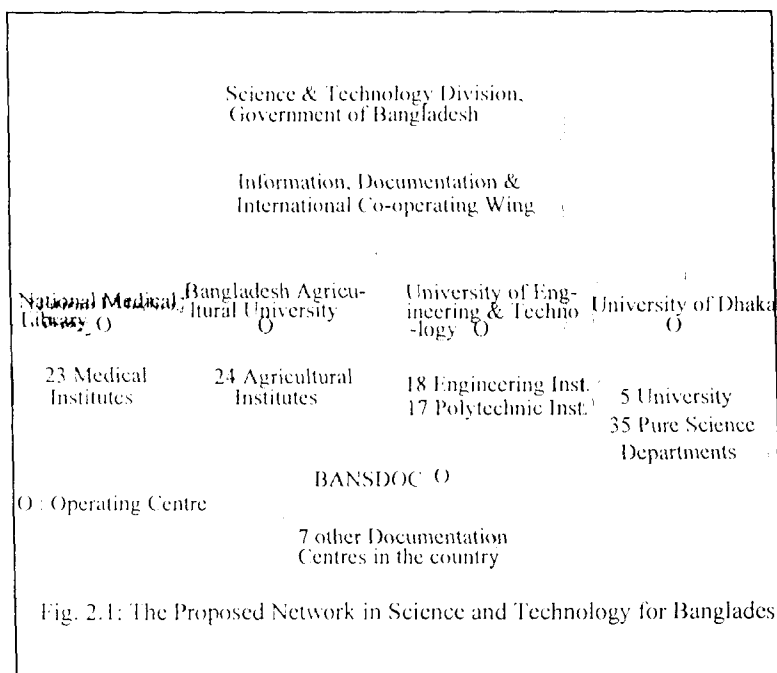 Science & Technology Division,
Government of Bangladesh
Information, Documentation &
International Co-operating Wing
National Medical
Library O
Bangladesh Agricu-
ltural University
O
University of Eng-
ineering & Techno
-logy O
University of Dhaka
O
23 Medical
Institutes
24 Agricultural
Institutes
18 Engineering Inst.
17 Polytechnic Inst.
5 University
35 Pure Science
Departments
BANSDOC O
O : Operating Centre
7 other Documentation
Centres in the country
Fig. 2.1: The Proposed Network in Science and Technology for Banglades